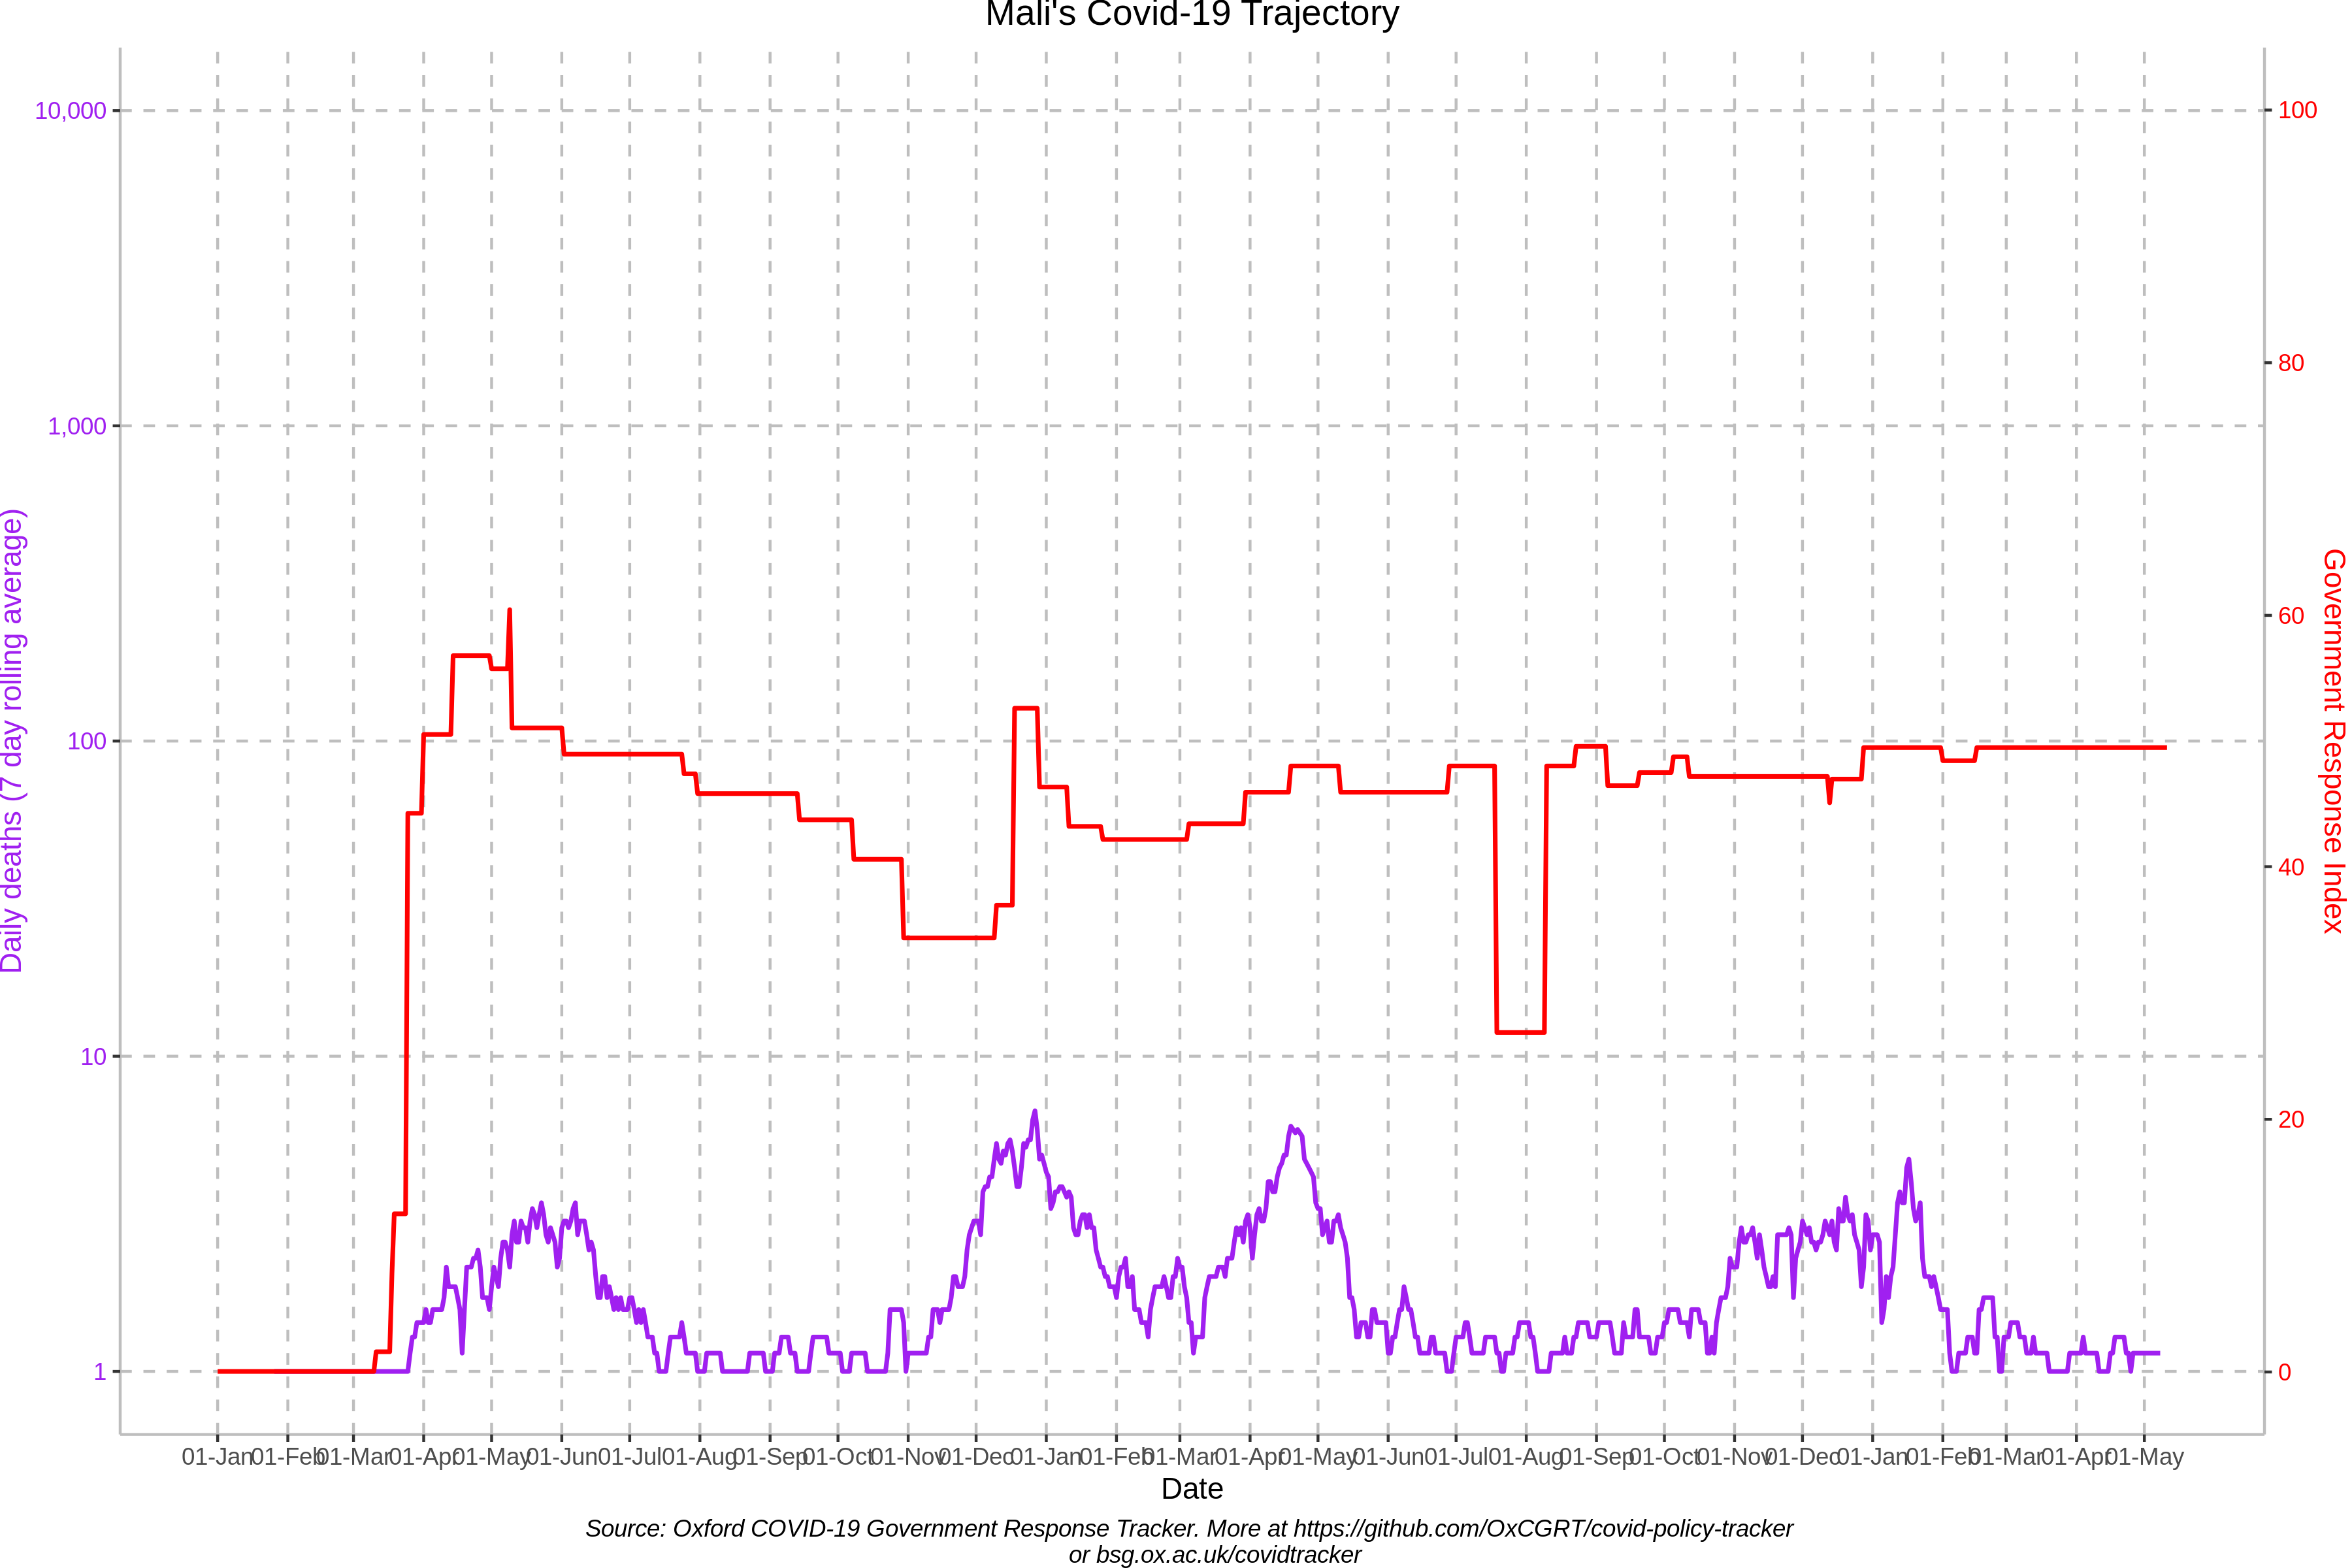 Mali's Covid-19 Trajectory
10,000
1,000
100
10
1
Daily deaths (7 day rolling average)
100
80
60
40
20
0
Government Response Index
01-Jan 01-Feb 01-Mar 01-Apr 01-May 01-Jun 01-Jul 01-Aug 01-Sep 01-Oct 01-Nov 01-Dec 01-Jan 01-Feb 01-Mar 01-Apr 01-May 01-Jun 01-Jul 01-Aug 01-Sep 01-Oct 01-Nov 01-Dec 01-Jan 01-Feb 01-Mar 01-Apr 01-May
Date
Source: Oxford COVID-19 Government Response Tracker. More at https://github.com/OxCGRT/covid-policy-tracker
or bsg.ox.ac.uk/covidtracker